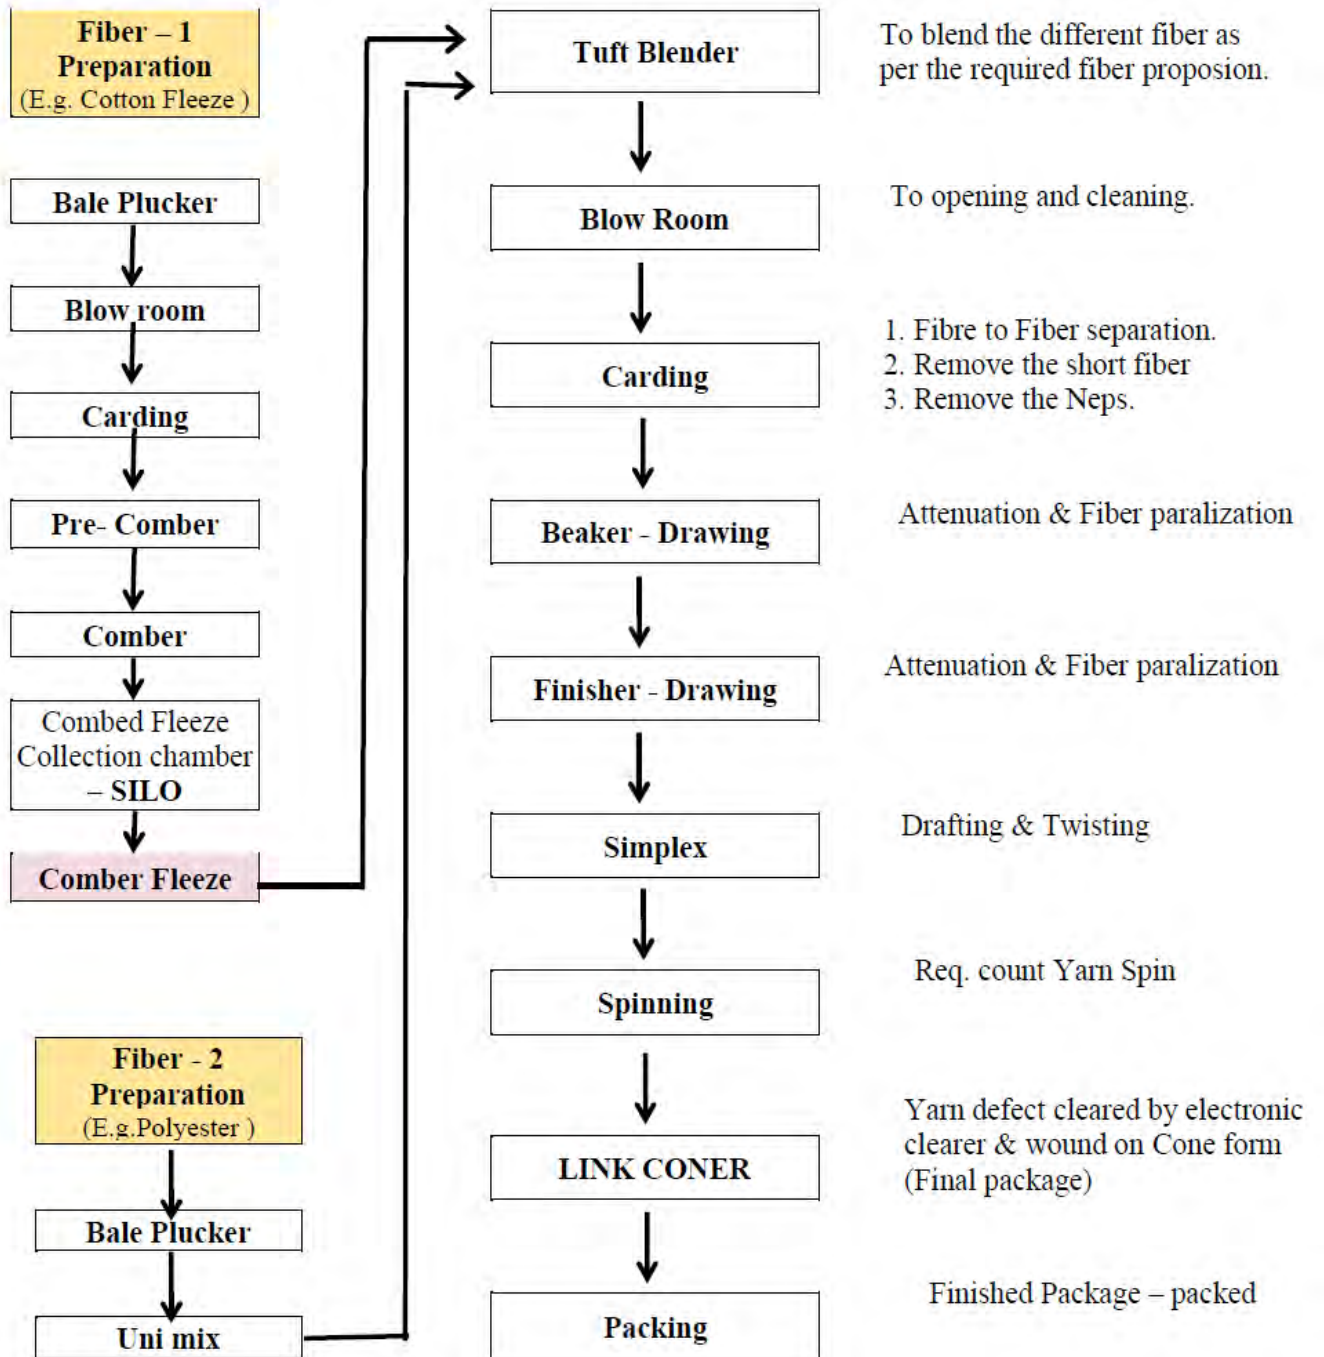 Fiber – 1
Preparation
(E.g. Cotton Fleeze )
Bale Plucker
Blow room
Carding
Pre- Comber
Comber
Combed Fleeze
Collection chamber
– SILO
Comber Fleeze
Fiber - 2
Preparation
(E.g.Polyester )
Bale Plucker
Uni mix
Tuft Blender
To blend the different fiber as
per the required fiber proposion.
Blow Room
To opening and cleaning.
Carding
1. Fibre to Fiber separation.
2. Remove the short fiber
3. Remove the Neps.
Beaker - Drawing
Attenuation & Fiber paralization
Finisher - Drawing
Attenuation & Fiber paralization
Simplex
Drafting & Twisting
Spinning
Req. count Yarn Spin
LINK CONER
Yarn defect cleared by electronic
clearer & wound on Cone form
(Final package)
Packing
Finished Package – packed